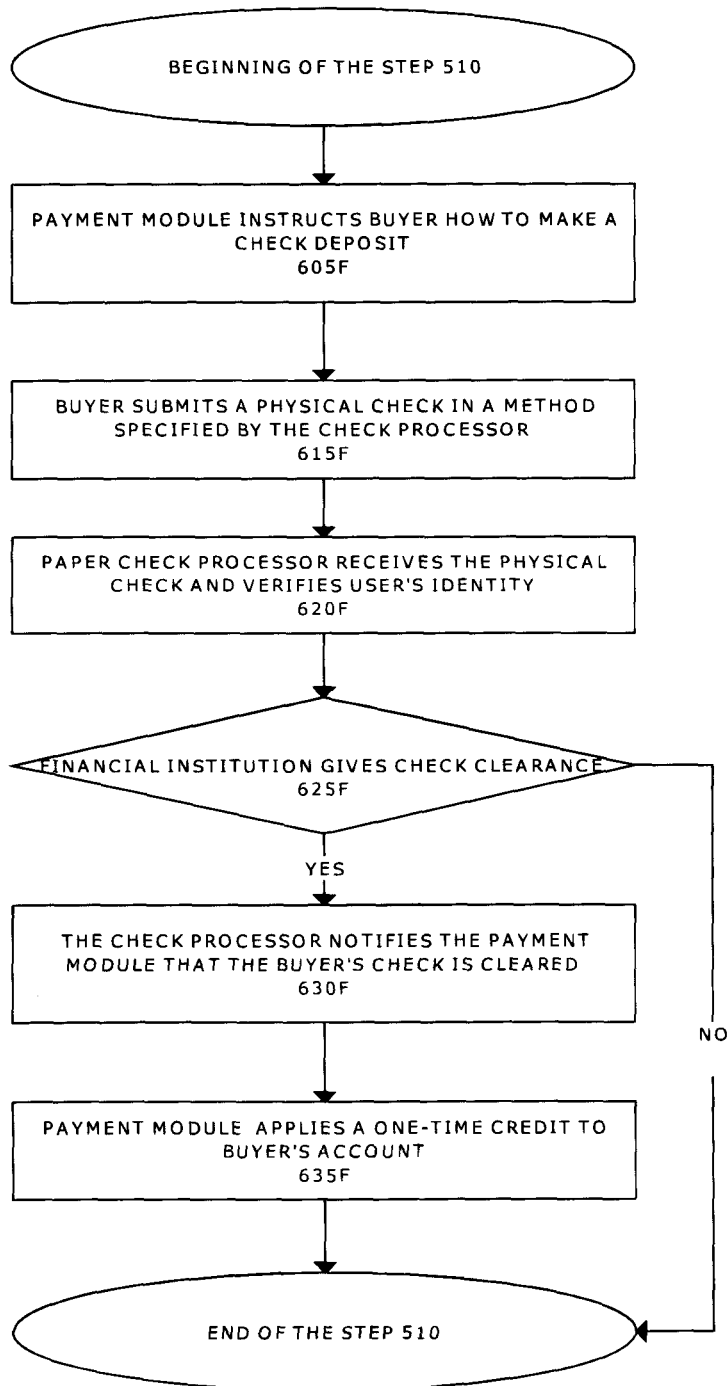 BEGINNING OF THE STEP 510
PAYMENT MODULE INSTRUCTS BUYER HOW TO MAKE A
CHECK DEPOSIT
605F
BUYER SUBMITS A PHYSICAL CHECK IN A METHOD
SPECIFIED BY THE CHECK PROCESSOR
615F
PAPER CHECK PROCESSOR RECEIVES THE PHYSICAL
CHECK AND VERIFIES USER'S IDENTITY
620F
FINANCIAL INSTITUTION GIVES CHECK CLEARANCE
625F
YES
THE CHECK PROCESSOR NOTIFIES THE PAYMENT
MODULE THAT THE BUYER'S CHECK IS CLEARED
630F
NO
PAYMENT MODULE APPLIES A ONE-TIME CREDIT TO
BUYER'S ACCOUNT
635F
END OF THE STEP 510